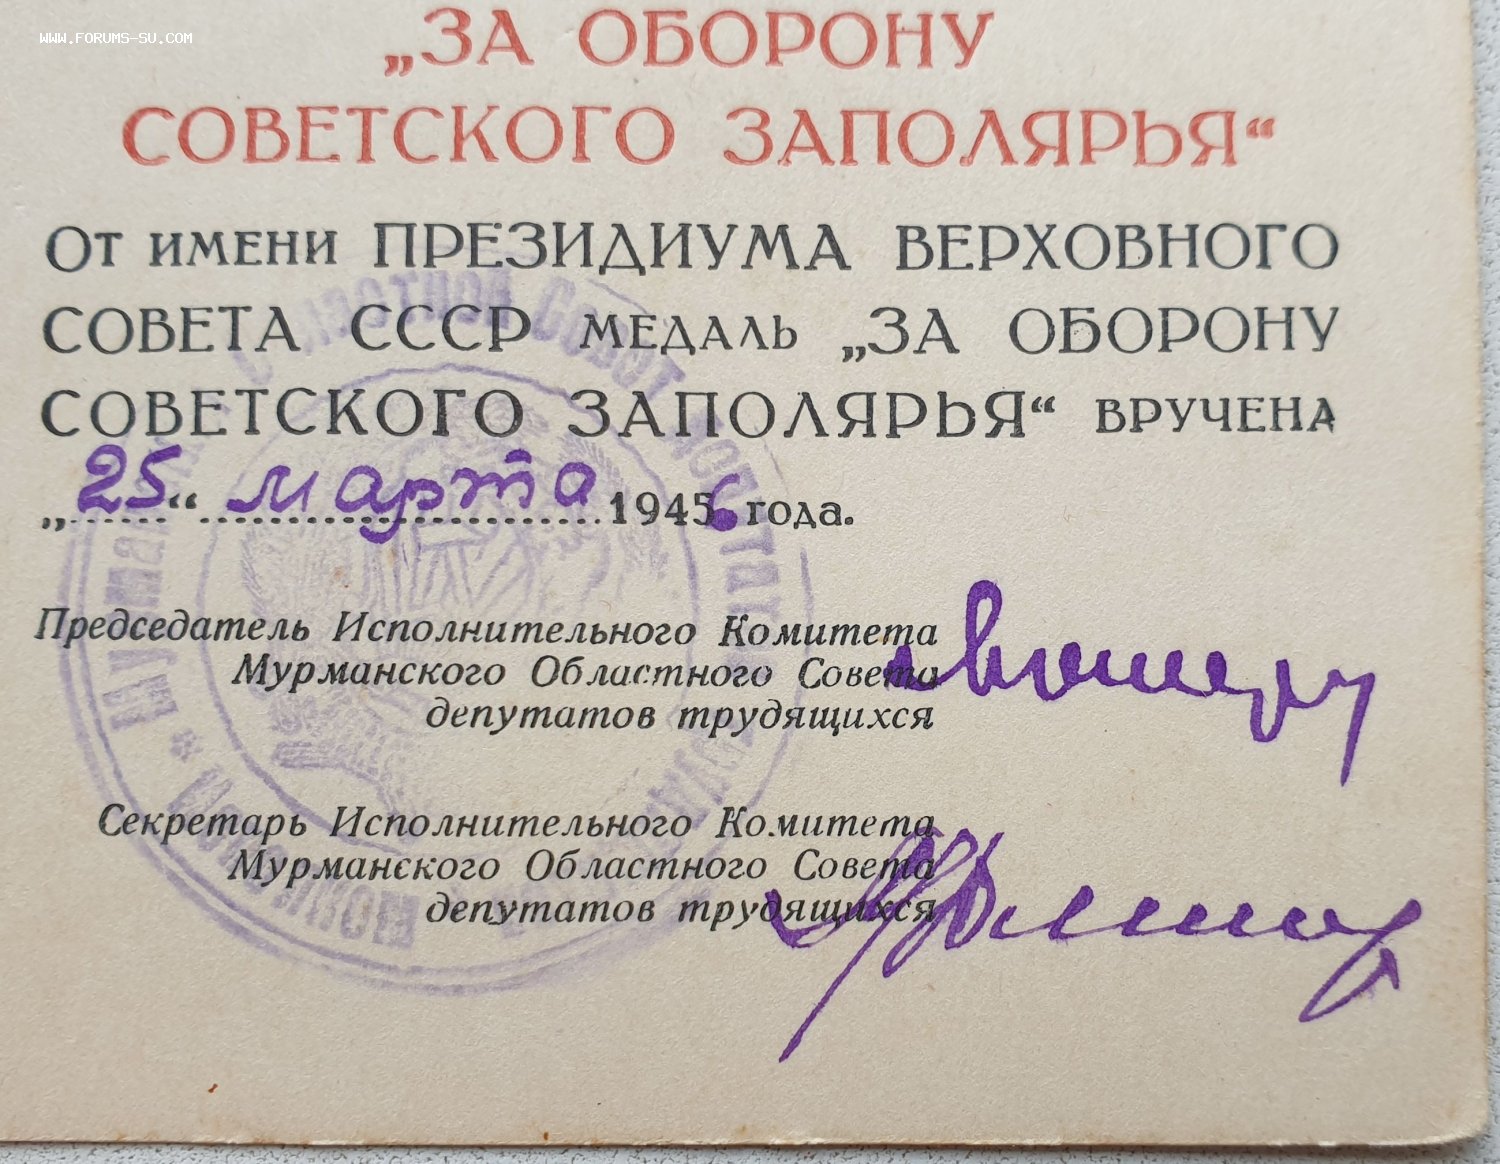 WWW.FORUMS-SU.COM
„ЗА ОБОРОНУ
СОВЕТСКОГО ЗАПОЛЯРЬЯ“
От имени ПРЕЗИДИУМА ВЕРХОВНОГО
СОВЕТА СССР медаль „ЗА ОБОРОНУ
СОВЕТСКОГО ЗАПОЛЯРЬЯ“ вручена
„25“ марта 1946 года.
Председатель Исполнительного Комитета
Мурманского Областного Совета
депутатов трудящихся
Секретарь Исполнительного Комитета
Мурманского Областного Совета
депутатов трудящихся